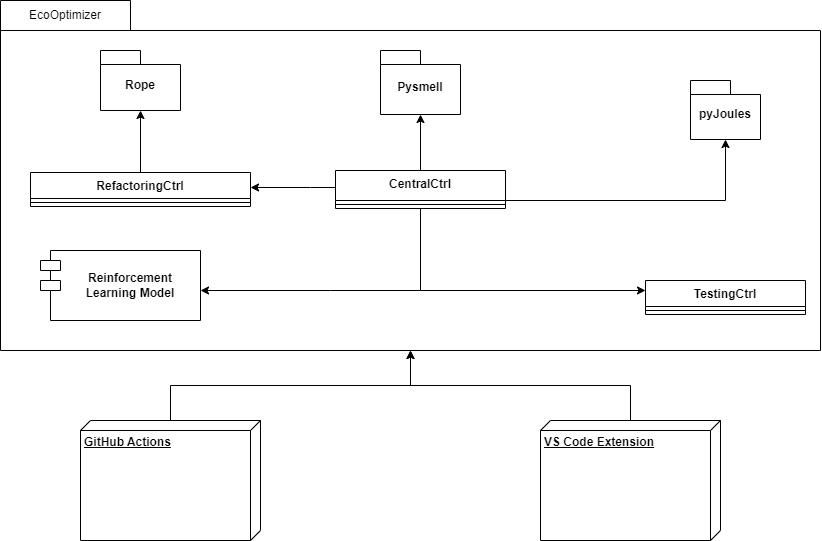 EcoOptimizer
Rope
Pysmell
pyJoules
RefactoringCtrl
CentralCtrl
Reinforcement
Learning Model
TestingCtrl
GitHub Actions
VS Code Extension